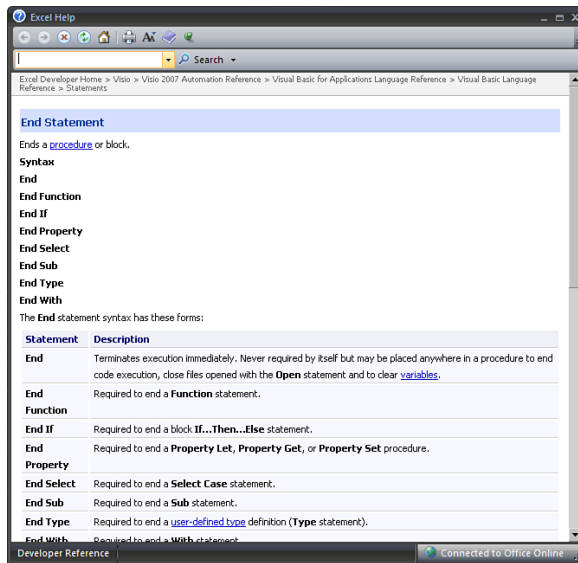 Excel Help
Search
Excel Developer Home > Visio > Visio 2007 Automation Reference > Visual Basic for Applications Language Reference > Visual Basic Language
Reference > Statements
End Statement
Ends a procedure or block.
Syntax
End
End Function
End If
End Property
End Select
End Sub
End Type
End With
The End statement syntax has these forms:
Statement Description
End Terminates execution immediately. Never required by itself but may be placed anywhere in a procedure to end
code execution, close files opened with the Open statement and to clear variables.
End Required to end a Function statement.
Function
End If Required to end a block If...Then...Else statement.
End Required to end a Property Let, Property Get, or Property Set procedure.
Property
End Select Required to end a Select Case statement.
End Sub Required to end a Sub statement.
End Type Required to end a user-defined type definition (Type statement).
End With Required to end a With statement
Developer Reference Connected to Office Online